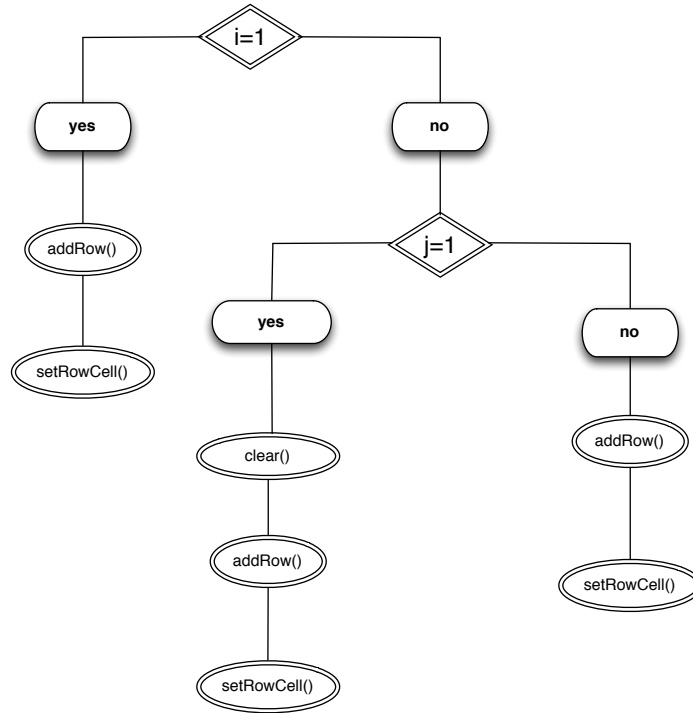 i=1
yes
no
addRow()
j=1
setRowCell()
yes
no
clear()
addRow()
addRow()
setRowCell()
setRowCell()